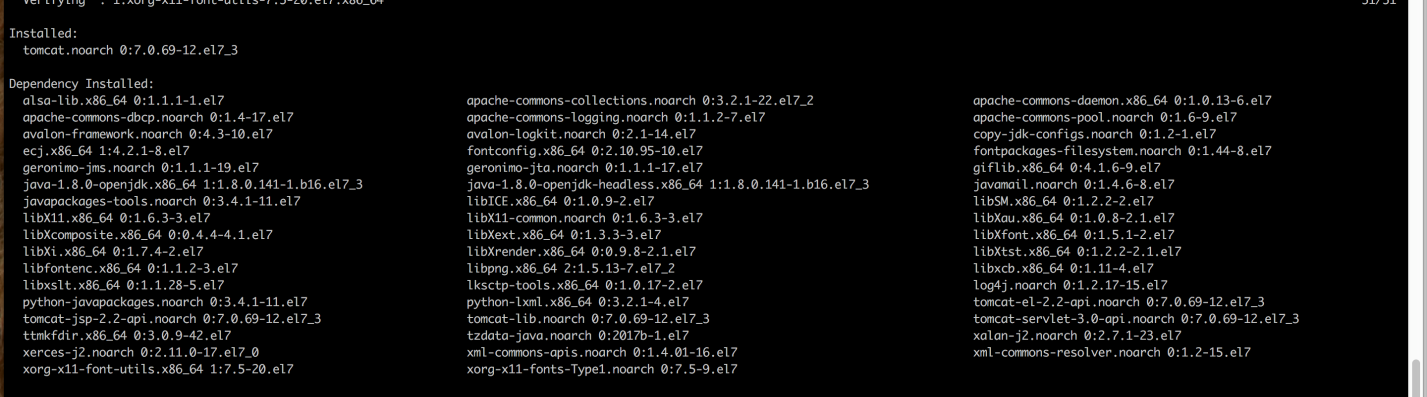 Verifying : 1:xorg-x11-font-utils-7.5-20.el7.x86_64 51/51
Installed:
tomcat.noarch 0:7.0.69-12.el7_3
Dependency Installed:
alsa-lib.x86_64 0:1.1.1-1.el7 apache-commons-collections.noarch 0:3.2.1-22.el7_2 apache-commons-daemon.x86_64 0:1.0.13-6.el7
apache-commons-dbcp.noarch 0:1.4-17.el7 apache-commons-logging.noarch 0:1.1.2-7.el7 apache-commons-pool.noarch 0:1.6-9.el7
avalon-framework.noarch 0:4.3-10.el7 avalon-logkit.noarch 0:2.1-14.el7 copy-jdk-configs.noarch 0:1.2-1.el7
ecj.x86_64 1:4.2.1-8.el7 fontconfig.x86_64 0:2.10.95-10.el7 fontpackages-filesystem.noarch 0:1.44-8.el7
geronimo-jms.noarch 0:1.1.1-19.el7 geronimo-jta.noarch 0:1.1.1-17.el7 giflib.x86_64 0:4.1.6-9.el7
java-1.8.0-openjdk.x86_64 1:1.8.0.141-1.b16.el7_3 java-1.8.0-openjdk-headless.x86_64 1:1.8.0.141-1.b16.el7_3 javamail.noarch 0:1.4.6-8.el7
javapackages-tools.noarch 0:3.4.1-11.el7 libICE.x86_64 0:1.0.9-2.el7 libSM.x86_64 0:1.2.2-2.el7
libX11.x86_64 0:1.6.3-3.el7 libX11-common.noarch 0:1.6.3-3.el7 libXau.x86_64 0:1.0.8-2.1.el7
libXcomposite.x86_64 0:0.4.4-4.1.el7 libXext.x86_64 0:1.3.3-3.el7 libXfont.x86_64 0:1.5.1-2.el7
libXi.x86_64 0:1.7.4-2.el7 libXrender.x86_64 0:0.9.8-2.1.el7 libXtst.x86_64 0:1.2.2-2.1.el7
libfontenc.x86_64 0:1.1.2-3.el7 libpng.x86_64 2:1.5.13-7.el7_2 libxcb.x86_64 0:1.11-4.el7
libxslt.x86_64 0:1.1.28-5.el7 lksctp-tools.x86_64 0:1.0.17-2.el7 log4j.noarch 0:1.2.17-15.el7
python-javapackages.noarch 0:3.4.1-11.el7 python-lxml.x86_64 0:3.2.1-4.el7 tomcat-el-2.2-api.noarch 0:7.0.69-12.el7_3
tomcat-jsp-2.2-api.noarch 0:7.0.69-12.el7_3 tomcat-lib.noarch 0:7.0.69-12.el7_3 tomcat-servlet-3.0-api.noarch 0:7.0.69-12.el7_3
ttmkfdir.x86_64 0:3.0.9-42.el7 tzdata-java.noarch 0:2017b-1.el7 xalan-j2.noarch 0:2.7.1-23.el7
xerces-j2.noarch 0:2.11.0-17.el7_0 xml-commons-apis.noarch 0:1.4.01-16.el7 xml-commons-resolver.noarch 0:1.2-15.el7
xorg-x11-font-utils.x86_64 1:7.5-20.el7 xorg-x11-fonts-Type1.noarch 0:7.5-9.el7